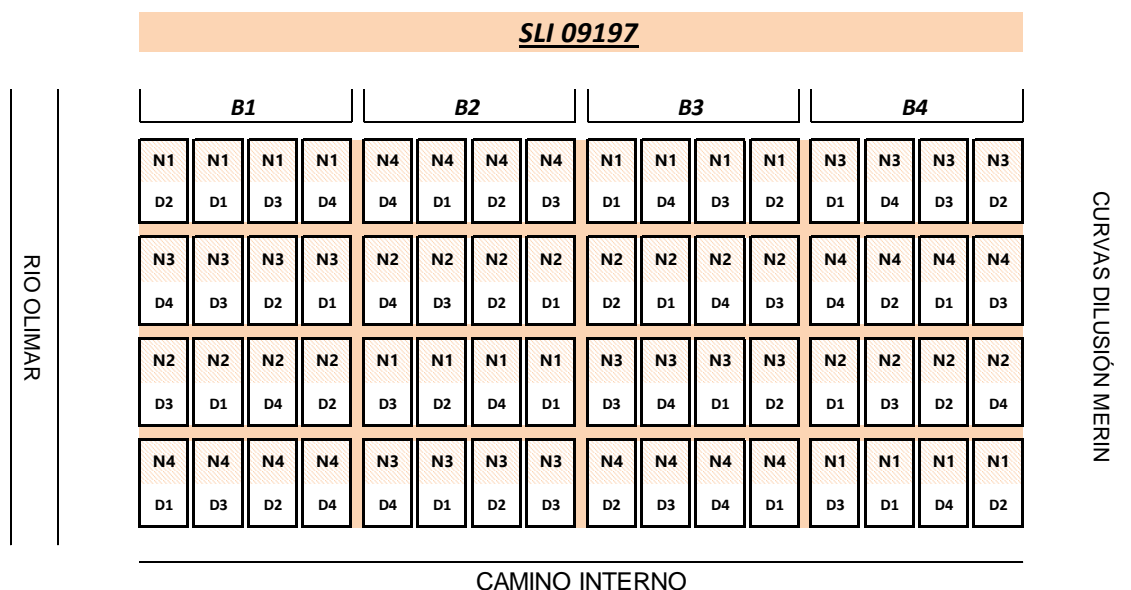 SLI 09197
B1 B2 B3 B4
N1 N1 N1 N1 N4 N4 N4 N4 N1 N1 N1 N1 N3 N3 N3 N3
D2 D1 D3 D4 D4 D1 D2 D3 D1 D4 D3 D2 D1 D4 D3 D2
N3 N3 N3 N3 N2 N2 N2 N2 N2 N2 N2 N2 N4 N4 N4 N4
D4 D3 D2 D1 D4 D3 D2 D1 D2 D1 D4 D3 D4 D2 D1 D3
N2 N2 N2 N2 N1 N1 N1 N1 N3 N3 N3 N3 N2 N2 N2 N2
D3 D1 D4 D2 D3 D2 D4 D1 D3 D4 D1 D2 D1 D3 D2 D4
N4 N4 N4 N4 N3 N3 N3 N3 N4 N4 N4 N4 N1 N1 N1 N1
D1 D3 D2 D4 D4 D1 D2 D3 D2 D3 D4 D1 D3 D1 D4 D2
RIO OLIMAR
CURVAS DILUSIÓN MERIN
CAMINO INTERNO